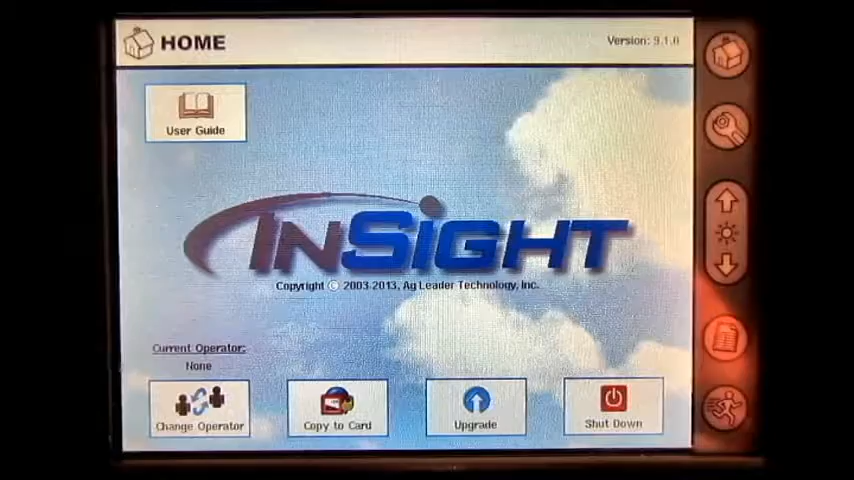 HOME
Version: 9.1.0
User Guide
INSIGHT
Copyright © 2003-2013, Ag Leader Technology, Inc.
Current Operator:
None
Change Operator
Copy to Card
Upgrade
Shut Down